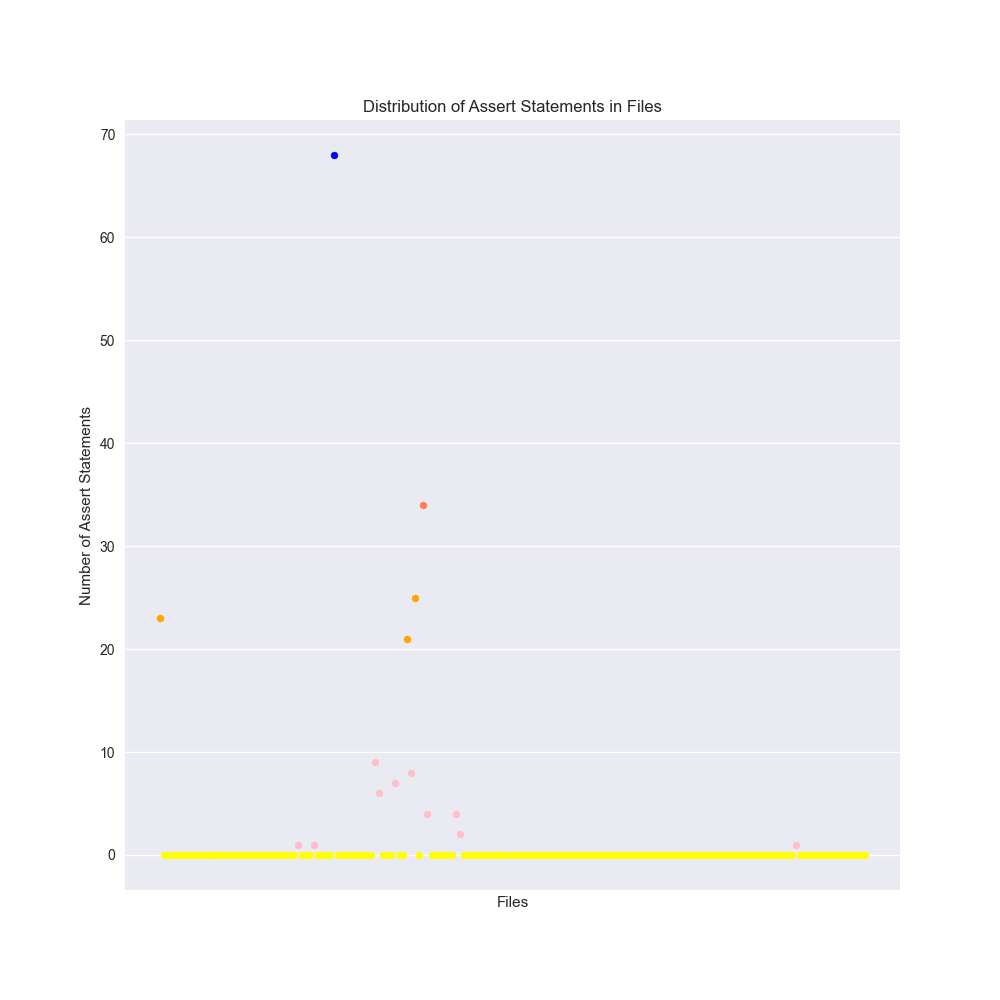 Distribution of Assert Statements in Files
70
60
50
40
30
20
10
0
Number of Assert Statements
Files